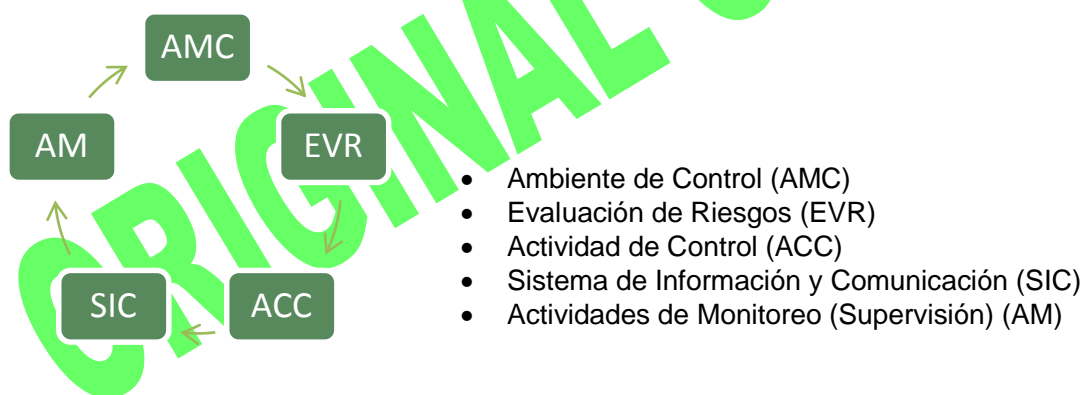 AMC
AM
EVR
SIC
ACC
• Ambiente de Control (AMC)
• Evaluación de Riesgos (EVR)
• Actividad de Control (ACC)
• Sistema de Información y Comunicación (SIC)
• Actividades de Monitoreo (Supervisión) (AM)
ORIGINAL